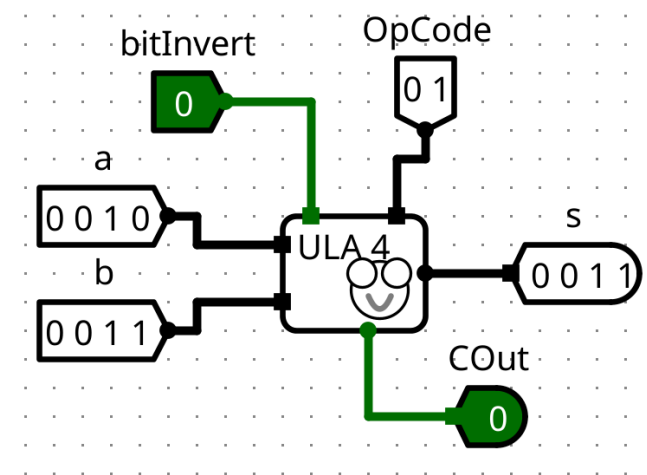 bitInvert
OpCode
0
0 1
a
0 0 1 0
ULA 4
s
b
0 0 1 1
0 0 1 1
COut
0